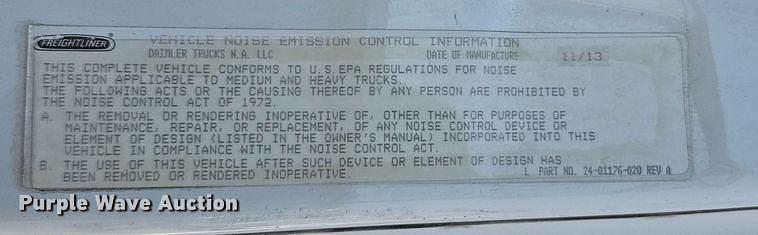 FREIGHTLINER VEHICLE NOISE EMISSION CONTROL INFORMATION
DAIMLER TRUCKS N.A. LLC DATE OF MANUFACTURE 11/13
THIS COMPLETE VEHICLE CONFORMS TO U.S.EPA REGULATIONS FOR NOISE
EMISSION APPLICABLE TO MEDIUM AND HEAVY TRUCKS.
THE FOLLOWING ACTS OR THE CAUSING THEREOF BY ANY PERSON ARE PROHIBITED BY
THE NOISE CONTROL ACT OF 1972.
A. THE REMOVAL OR RENDERING INOPERATIVE OF, OTHER THAN FOR PURPOSES OF
MAINTENANCE, REPAIR, OR REPLACEMENT, OF ANY NOISE CONTROL DEVICE OR
ELEMENT OF DESIGN (LISTED IN THE OWNER'S MANUAL) INCORPORATED INTO THIS
VEHICLE IN COMPLIANCE WITH THE NOISE CONTROL ACT.
B. THE USE OF THIS VEHICLE AFTER SUCH DEVICE OR ELEMENT OF DESIGN HAS
BEEN REMOVED OR RENDERED INOPERATIVE. PART NO. 24-01176-020 REV A
Purple Wave Auction